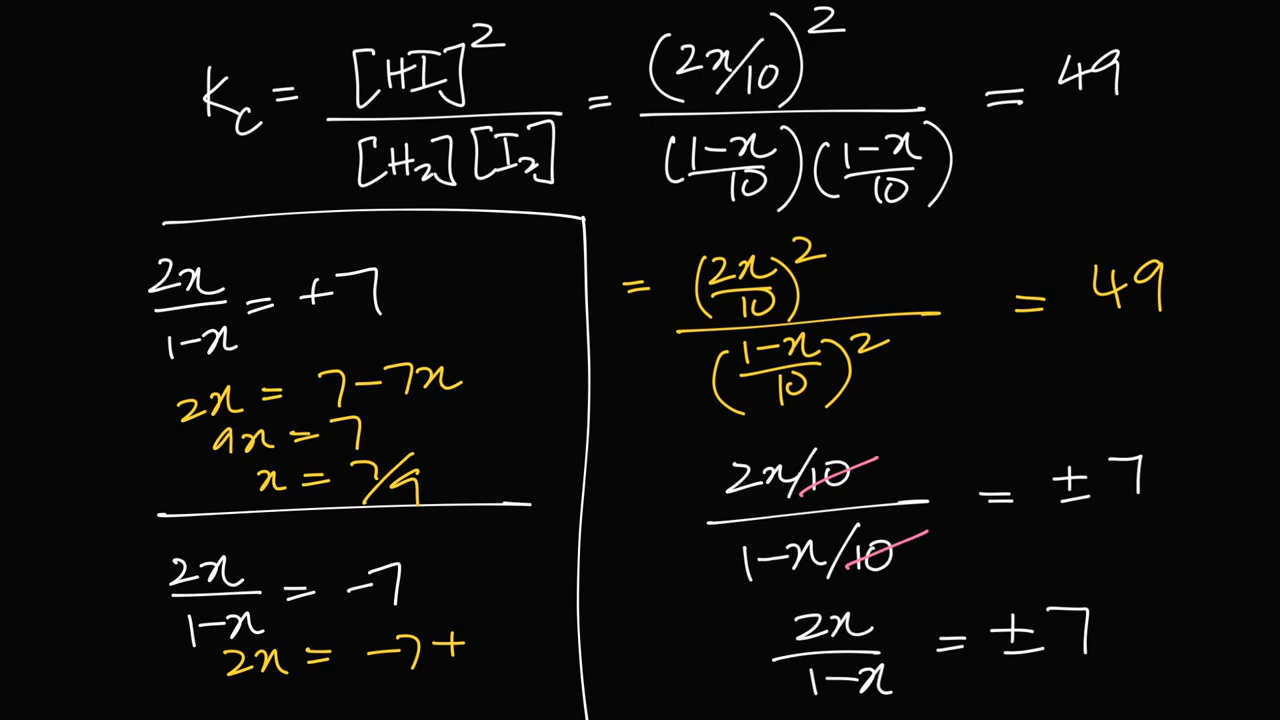 Kc = [HI]² / [H₂][I₂] = (2x/10)² / ((1-x)/10)((1-x)/10) = 49
2x/1-x = +7
2x = 7-7x
9x = 7
x = 7/9
2x/1-x = -7
2x = -7+
= (2x/10)² / ((1-x)/10)² = 49
2x/10 / 1-x/10 = ±7
2x/1-x = ±7